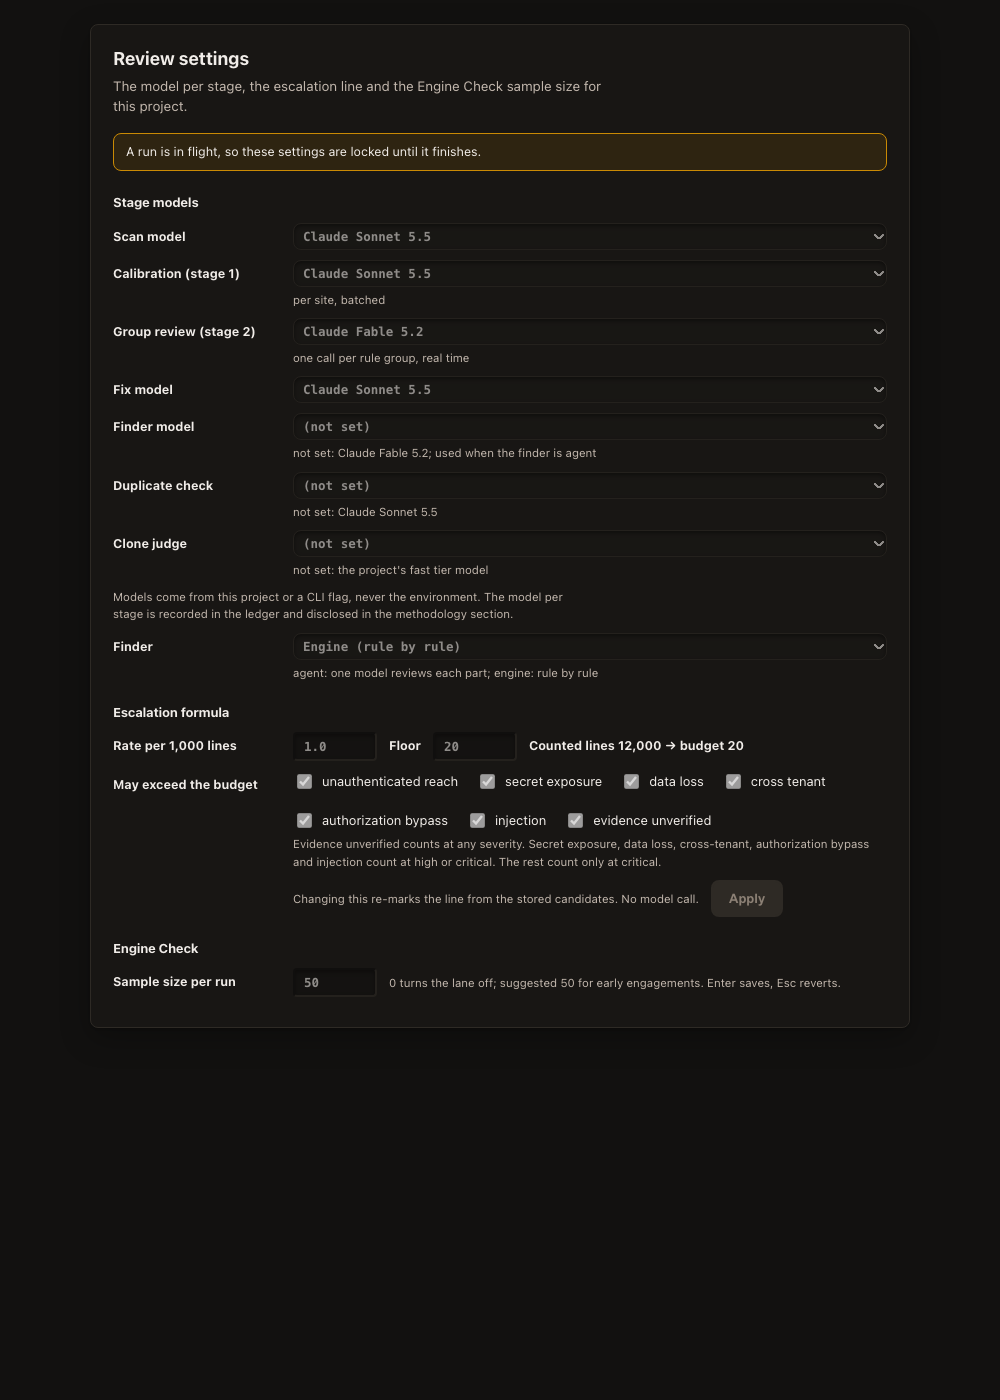 Review settings
The model per stage, the escalation line and the Engine Check sample size for
this project.
A run is in flight, so these settings are locked until it finishes.
Stage models
Scan model
Claude Sonnet 5.5
Calibration (stage 1)
Claude Sonnet 5.5
per site, batched
Group review (stage 2)
Claude Fable 5.2
one call per rule group, real time
Fix model
Claude Sonnet 5.5
Finder model
(not set)
not set: Claude Fable 5.2; used when the finder is agent
Duplicate check
(not set)
not set: Claude Sonnet 5.5
Clone judge
(not set)
not set: the project's fast tier model
Models come from this project or a CLI flag, never the environment. The model per
stage is recorded in the ledger and disclosed in the methodology section.
Finder
Engine (rule by rule)
agent: one model reviews each part; engine: rule by rule
Escalation formula
Rate per 1,000 lines 1.0 Floor 20 Counted lines 12,000 → budget 20
May exceed the budget
unauthenticated reach secret exposure data loss cross tenant
authorization bypass injection evidence unverified
Evidence unverified counts at any severity. Secret exposure, data loss, cross-tenant, authorization bypass
and injection count at high or critical. The rest count only at critical.
Changing this re-marks the line from the stored candidates. No model call. Apply
Engine Check
Sample size per run 50 0 turns the lane off; suggested 50 for early engagements. Enter saves, Esc reverts.